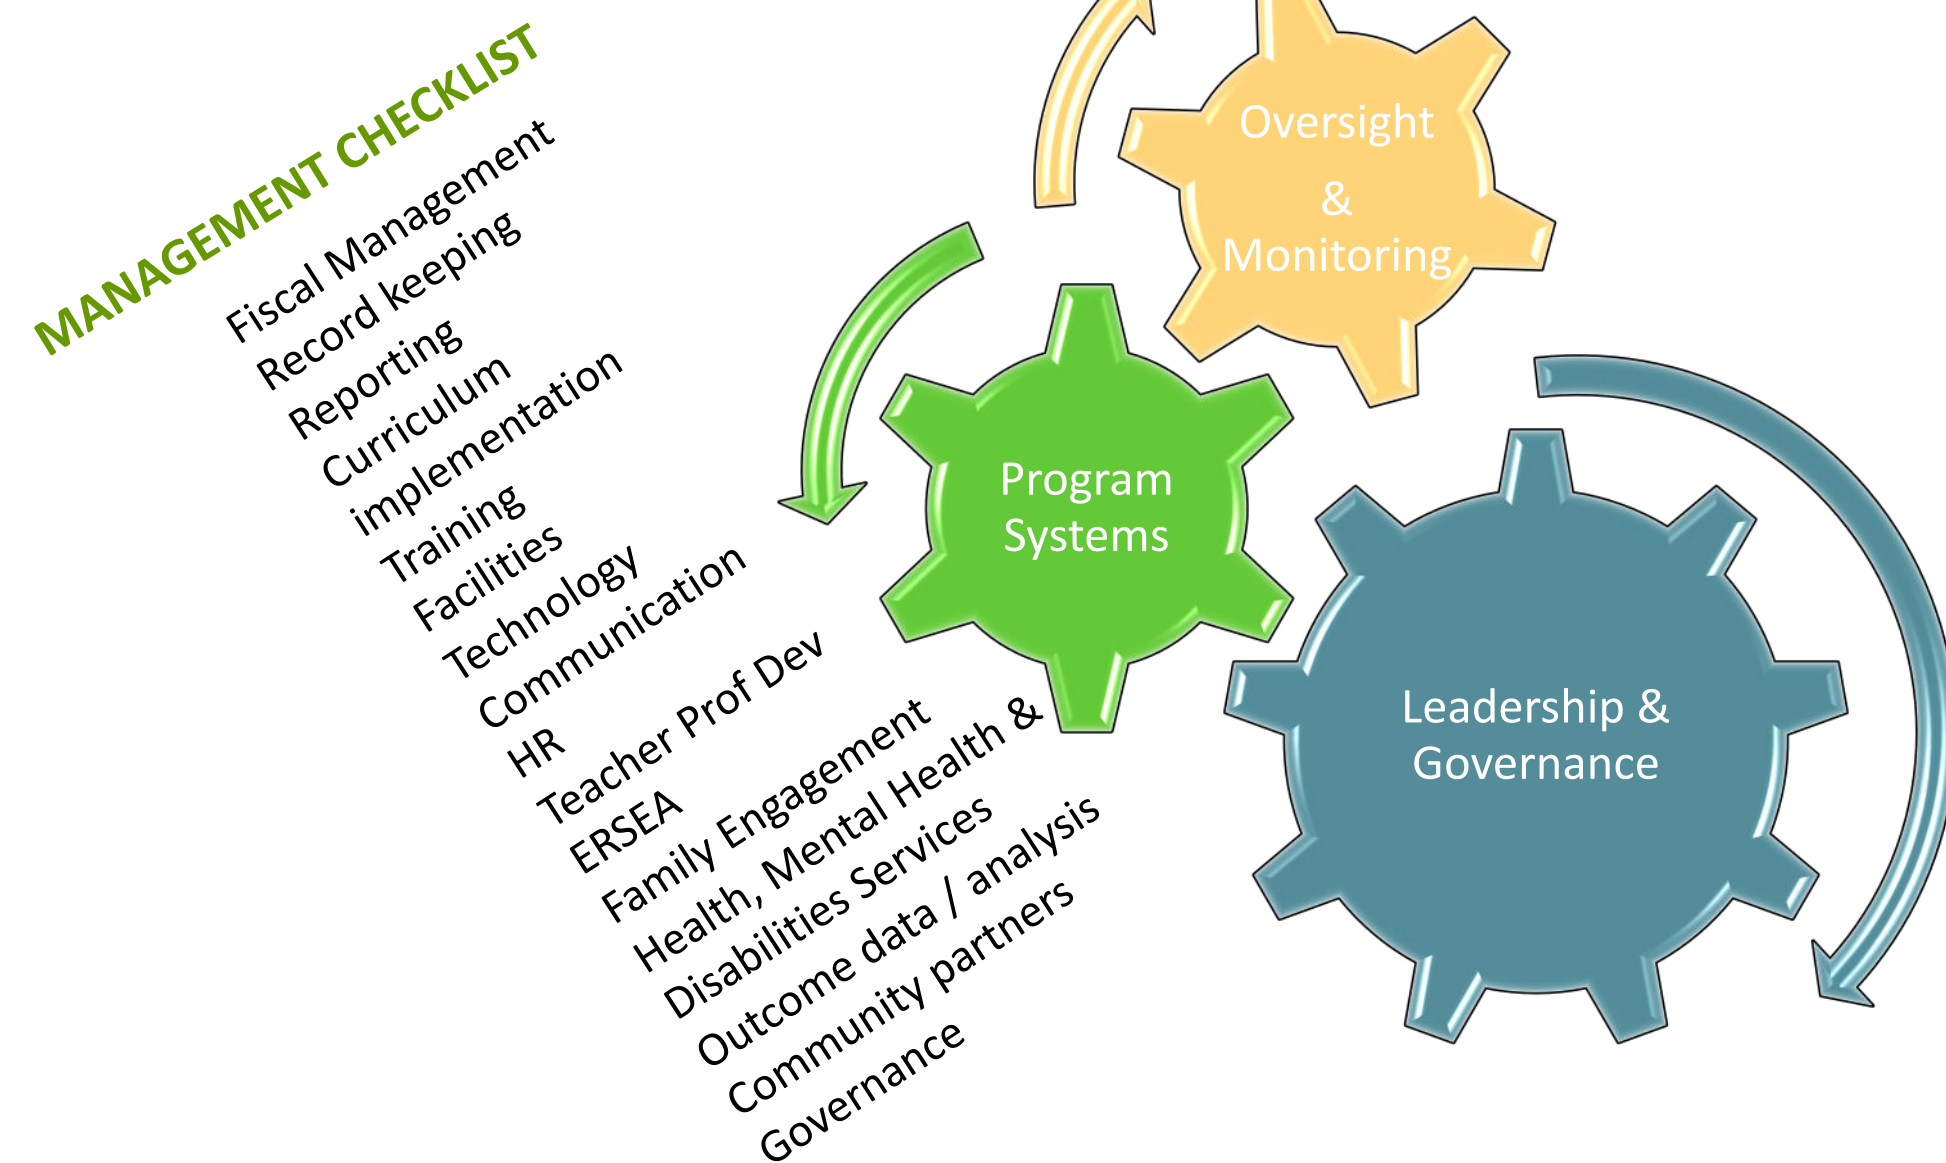 MANAGEMENT CHECKLIST
Fiscal Management
Record keeping
Reporting
Curriculum
implementation
Training
Facilities
Technology
Communication
HR
Teacher Prof Dev
ERSEA
Family Engagement
Health, Mental Health &
Disabilities Services
Outcome data / analysis
Community partners
Governance
Oversight
&
Monitoring
Program
Systems
Leadership &
Governance